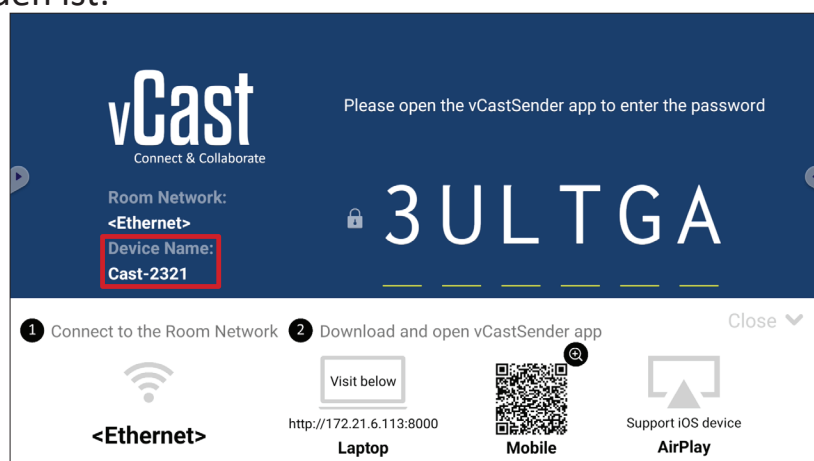 ist.
vCast
Connect & Collaborate
Please open the vCastSender app to enter the password
Room Network:
<Ethernet>
Device Name:
Cast-2321
3ULTGA
Close
1 Connect to the Room Network
2 Download and open vCastSender app
<Ethernet>
Visit below
http://172.21.6.113:8000
Laptop
Mobile
Support iOS device
AirPlay